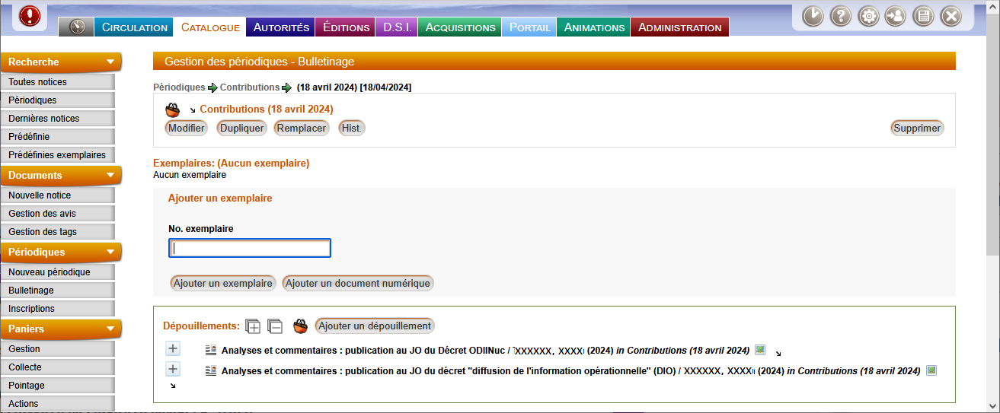 CIRCULATION CATALOGUE AUTORITÉS ÉDITIONS D.S.I. ACQUISITIONS PORTAIL ANIMATIONS ADMINISTRATION
Recherche
Toutes notices
Périodiques
Dernières notices
Prédéfinie
Prédéfinies exemplaires
Documents
Nouvelle notice
Gestion des avis
Gestion des tags
Périodiques
Nouveau périodique
Bulletinage
Inscriptions
Paniers
Gestion
Collecte
Pointage
Actions
Gestion des périodiques - Bulletinage
Périodiques Contributions (18 avril 2024) [18/04/2024]
Contributions (18 avril 2024)
Modifier Dupliquer Remplacer Hist. Supprimer
Exemplaires: (Aucun exemplaire)
Aucun exemplaire
Ajouter un exemplaire
No. exemplaire
Ajouter un exemplaire Ajouter un document numérique
Dépouillements: Ajouter un dépouillement
Analyses et commentaires : publication au JO du Décret ODIINuc / XXXXXX, XXXX (2024) in Contributions (18 avril 2024)
Analyses et commentaires : publication au JO du décret "diffusion de l'information opérationnelle" (DIO) / XXXXXX, XXXX (2024) in Contributions (18 avril 2024)